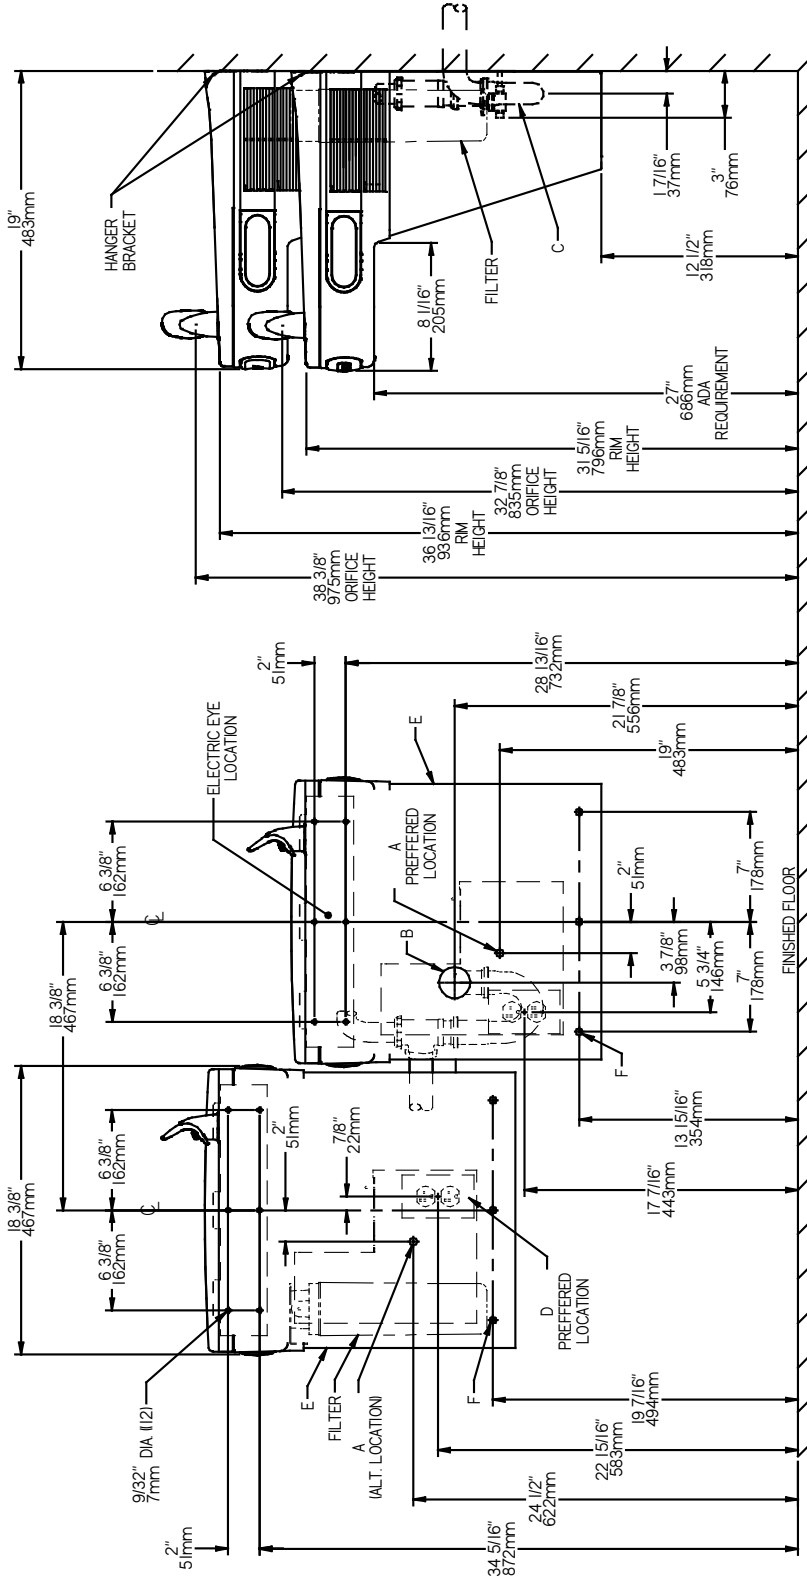 18 3/8"
467mm
6 3/8"
162mm
6 3/8"
162mm
℄
18 3/8"
467mm
6 3/8"
162mm
6 3/8"
162mm
℄
19"
483mm
2"
51mm
9/32"
7mm
DIA. (12)
ELECTRIC EYE
LOCATION
2"
51mm
HANGER
BRACKET
2"
51mm
7/8"
22mm
E
FILTER
A
(ALT. LOCATION)
A
PREFFERED
LOCATION
B
E
F
D
PREFFERED
LOCATION
F
34 5/16"
872mm
24 1/2"
622mm
22 15/16"
583mm
19 7/16"
494mm
17 7/16"
443mm
13 15/16"
354mm
2"
51mm
3 7/8"
98mm
5 3/4"
146mm
7"
178mm
7"
178mm
28 13/16"
732mm
21 7/8"
556mm
19"
483mm
38 3/8"
975mm
ORIFICE
HEIGHT
36 13/16"
936mm
RIM
HEIGHT
32 7/8"
835mm
ORIFICE
HEIGHT
31 5/16"
796mm
RIM
HEIGHT
27"
686mm
ADA
REQUIREMENT
8 1/16"
205mm
FILTER
C
12 1/2"
318mm
1 7/16"
37mm
3"
76mm
FINISHED FLOOR